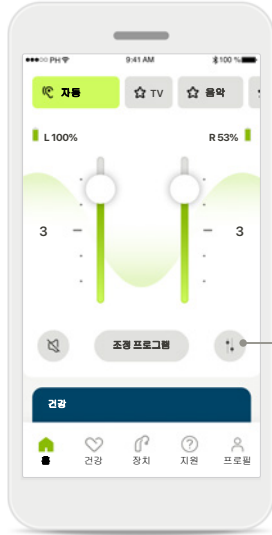 PH 9:41 AM 100 %
자동 TV 음악
L 100% R 53%
3 3
조정 프로그램
건강
홈 건강 장치 지원 프로필